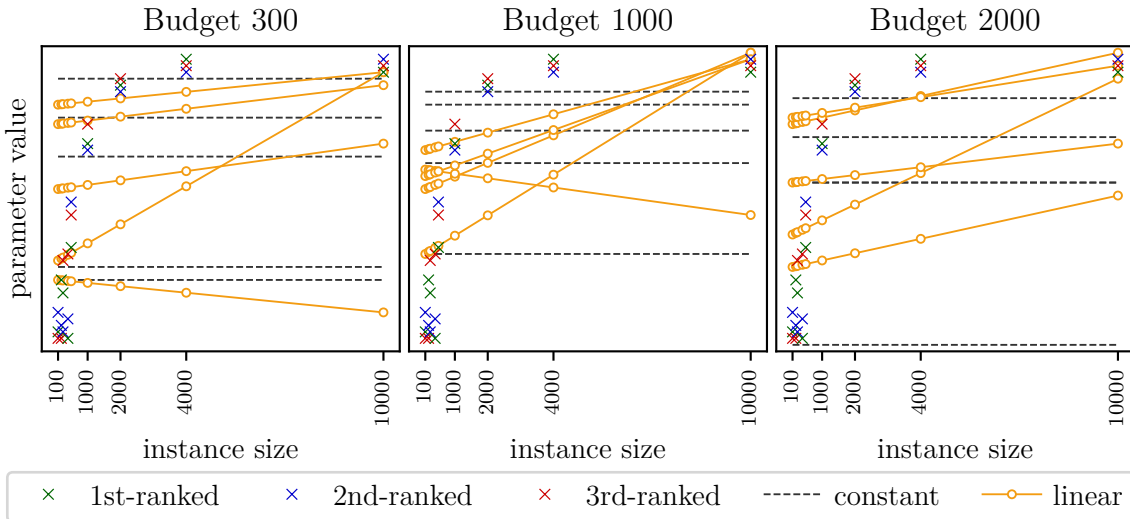 Budget 300
Budget 1000
Budget 2000
parameter value
100
1000
2000
4000
10000
100
1000
2000
4000
10000
100
1000
2000
4000
10000
instance size
instance size
instance size
1st-ranked
2nd-ranked
3rd-ranked
constant
linear